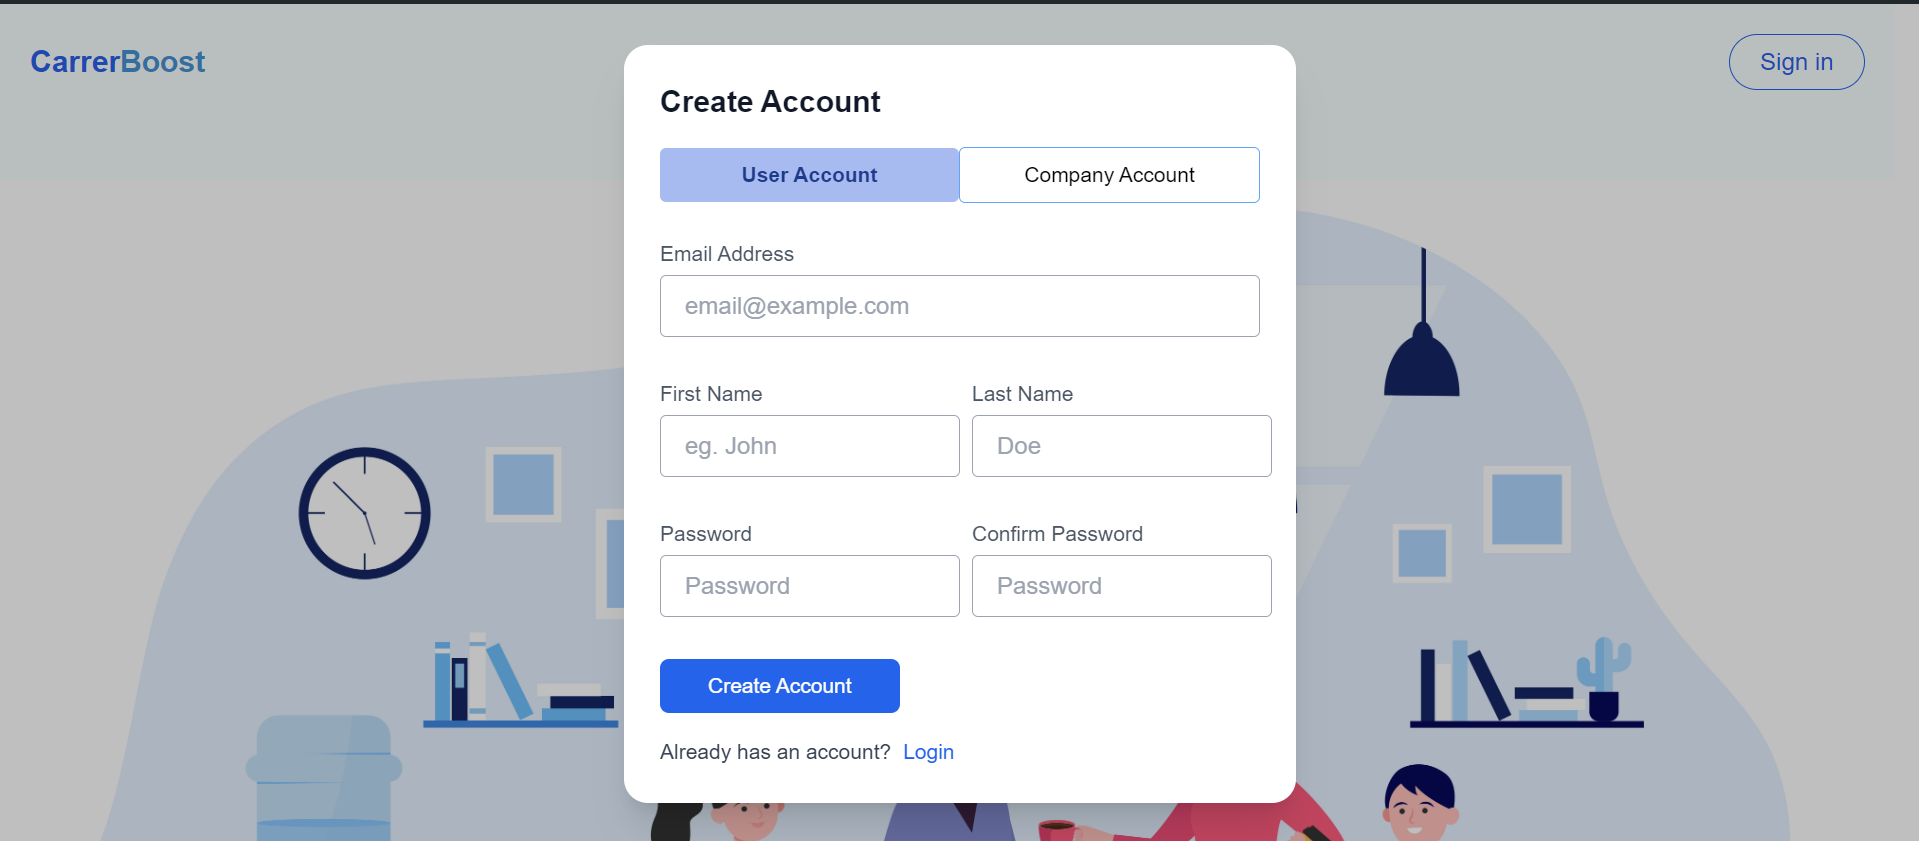 CarrerBoost
Sign in
Create Account
User Account
Company Account
Email Address
email@example.com
First Name
Last Name
eg. John
Doe
Password
Confirm Password
Password
Password
Create Account
Already has an account? Login